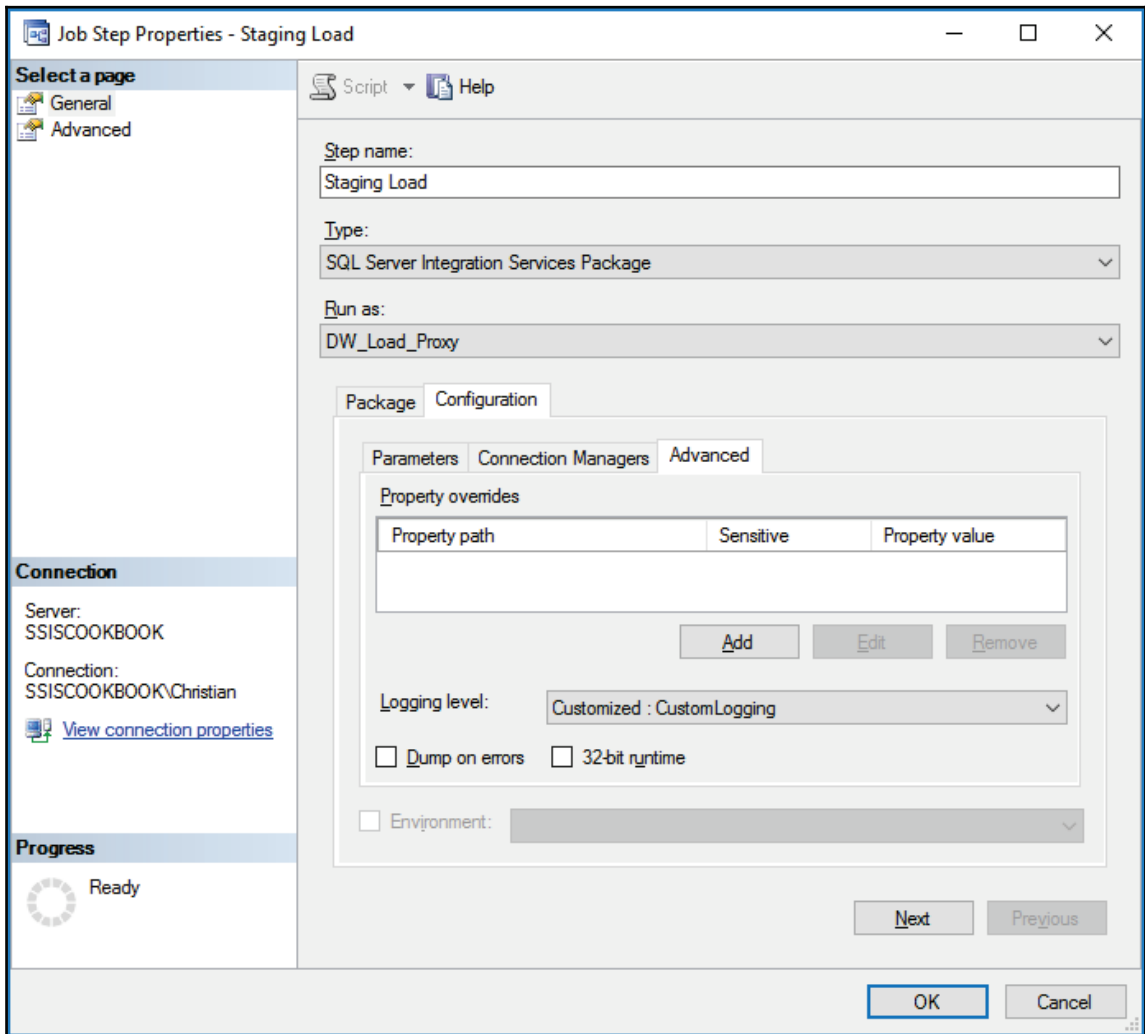 Job Step Properties - Staging Load
Select a page
General
Advanced
Script
Help
Step name:
Staging Load
Type:
SQL Server Integration Services Package
Run as:
DW_Load_Proxy
Package
Configuration
Parameters
Connection Managers
Advanced
Property overrides
Property path
Sensitive
Property value
Add
Edit
Remove
Logging level:
Customized : CustomLogging
Dump on errors
32-bit runtime
Environment:
Next
Previous
Connection
Server:
SSISCOOKBOOK
Connection:
SSISCOOKBOOK\Christian
View connection properties
Progress
Ready
OK
Cancel